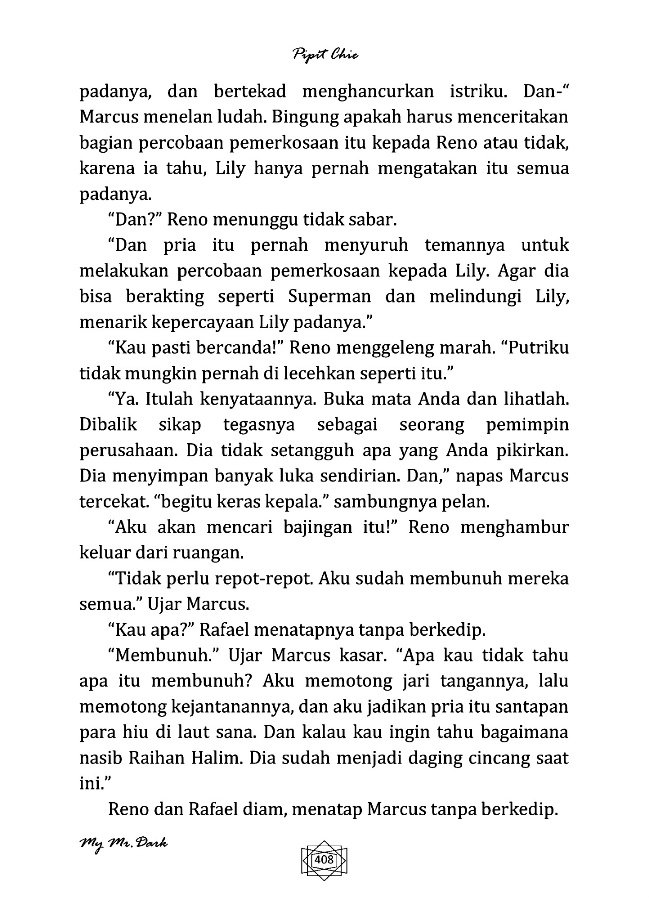 Pipit Chie
padanya, dan bertekad menghancurkan istriku. Dan-“
Marcus menelan ludah. Bingung apakah harus menceritakan
bagian percobaan pemerkosaan itu kepada Reno atau tidak,
karena ia tahu, Lily hanya pernah mengatakan itu semua
padanya.
“Dan?” Reno menunggu tidak sabar.
“Dan pria itu pernah menyuruh temannya untuk
melakukan percobaan pemerkosaan kepada Lily. Agar dia
bisa berakting seperti Superman dan melindungi Lily,
menarik kepercayaan Lily padanya.”
“Kau pasti bercanda!” Reno menggeleng marah. “Putriku
tidak mungkin pernah di lecehkan seperti itu.”
“Ya. Itulah kenyataannya. Buka mata Anda dan lihatlah.
Dibalik sikap tegasnya sebagai seorang pemimpin
perusahaan. Dia tidak setangguh apa yang Anda pikirkan.
Dia menyimpan banyak luka sendirian. Dan,” napas Marcus
tercekat. “begitu keras kepala.” sambungnya pelan.
“Aku akan mencari bajingan itu!” Reno menghambur
keluar dari ruangan.
“Tidak perlu repot-repot. Aku sudah membunuh mereka
semua.” Ujar Marcus.
“Kau apa?” Rafael menatapnya tanpa berkedip.
“Membunuh.” Ujar Marcus kasar. “Apa kau tidak tahu
apa itu membunuh? Aku memotong jari tangannya, lalu
memotong kejantanannya, dan aku jadikan pria itu santapan
para hiu di laut sana. Dan kalau kau ingin tahu bagaimana
nasib Raihan Halim. Dia sudah menjadi daging cincang saat
ini.”
Reno dan Rafael diam, menatap Marcus tanpa berkedip.
My Mr. Dark
408